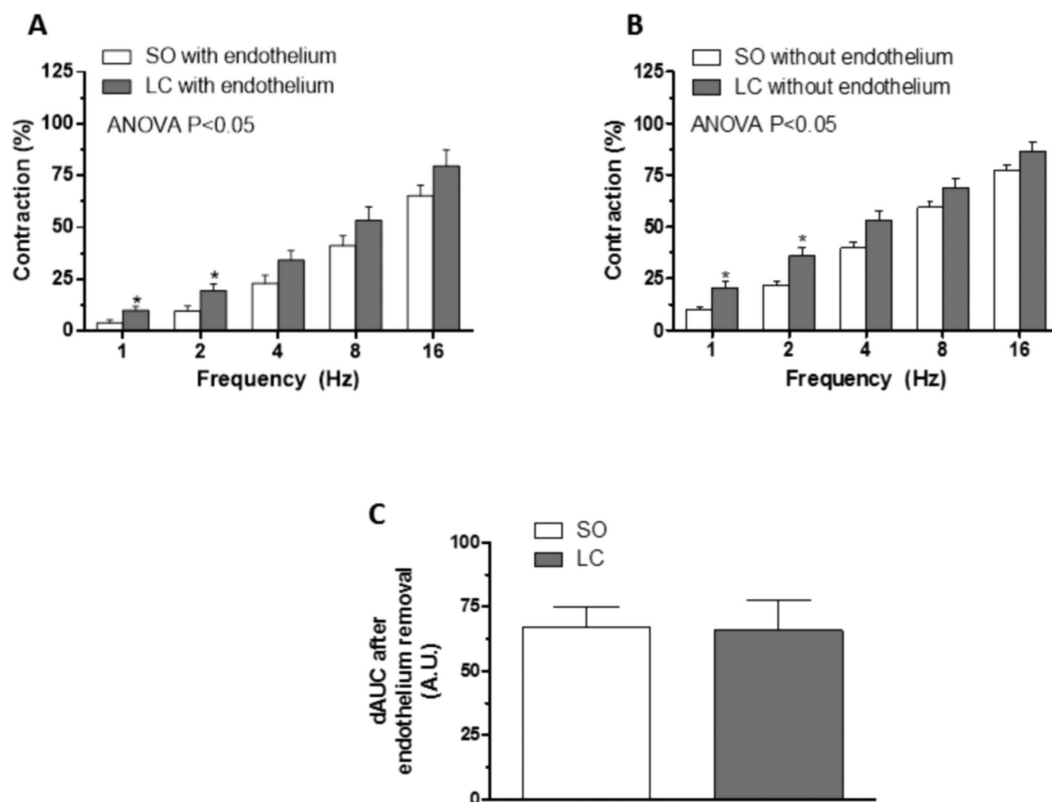 A
SO with endothelium
LC with endothelium
ANOVA P<0.05
Contraction (%)
125
100
75
50
25
0
*
*
1 2 4 8 16
Frequency (Hz)
B
SO without endothelium
LC without endothelium
ANOVA P<0.05
Contraction (%)
125
100
75
50
25
0
*
*
1 2 4 8 16
Frequency (Hz)
C
SO
LC
dAUC after
endothelium removal
(A.U.)
100
75
50
25
0